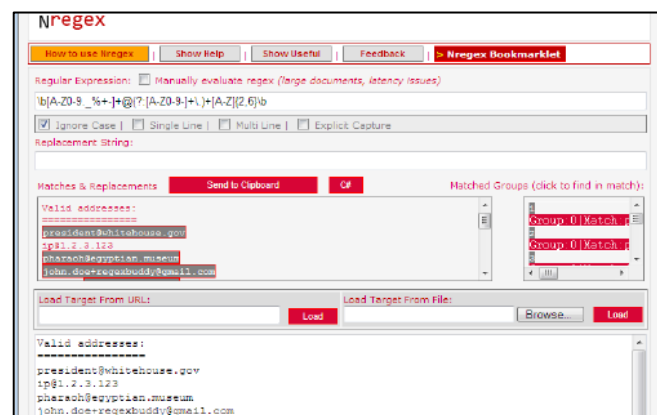 Nregex
How to use Nregex | Show Help | Show Useful | Feedback | > Nregex Bookmarklet
Regular Expression: Manually evaluate regex (large documents, latency issues)
\b[A-Z0-9._%+-]+@(?:[A-Z0-9-]+\.)+[A-Z]{2,6}\b
Ignore Case | Single Line | Multi Line | Explicit Capture
Replacement String:
Matches & Replacements Send to Clipboard C# Matched Groups (click to find in match):
Valid addresses:
================
president@whitehouse.gov
ip@1.2.3.123
pharaoh@egyptian.museum
john.doe+regexbuddy@gmail.com
Group 0|Match
Group 0|Match
Load Target From URL: Load Target From File:
Load Browse... Load
Valid addresses:
================
president@whitehouse.gov
ip@1.2.3.123
pharaoh@egyptian.museum
john.doe+regexbuddy@gmail.com